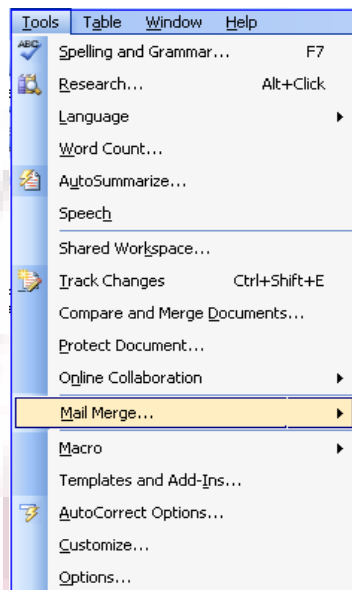 Tools Table Window Help
ABC Spelling and Grammar... F7
Research... Alt+Click
Language
Word Count...
AutoSummarize...
Speech
Shared Workspace...
Track Changes Ctrl+Shift+E
Compare and Merge Documents...
Protect Document...
Online Collaboration
Mail Merge...
Macro
Templates and Add-Ins...
AutoCorrect Options...
Customize...
Options...